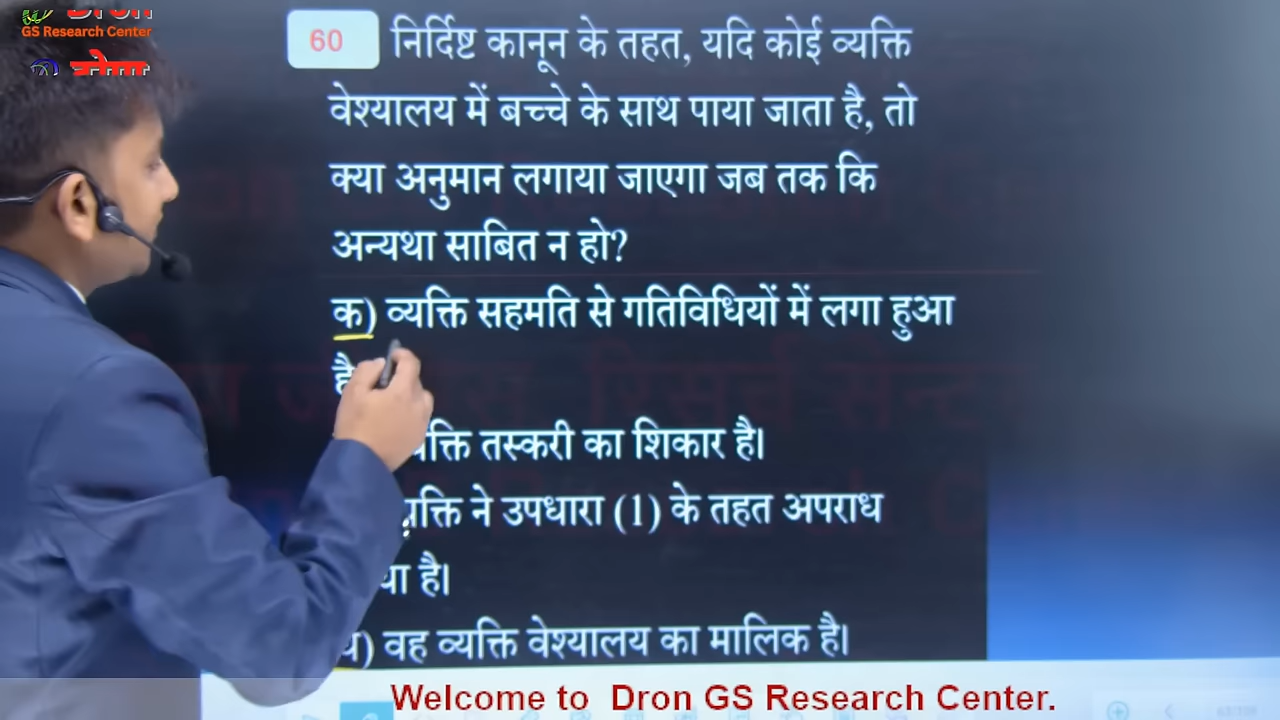 Dron
GS Research Center
60 निर्दिष्ट कानून के तहत, यदि कोई व्यक्ति
वेश्यालय में बच्चे के साथ पाया जाता है, तो
क्या अनुमान लगाया जाएगा जब तक कि
अन्यथा साबित न हो?
क) व्यक्ति सहमति से गतिविधियों में लगा हुआ
है
तस्करी का शिकार है।
ने उपधारा (1) के तहत अपराध
है।
वह व्यक्ति वेश्यालय का मालिक है।
Welcome to Dron GS Research Center.